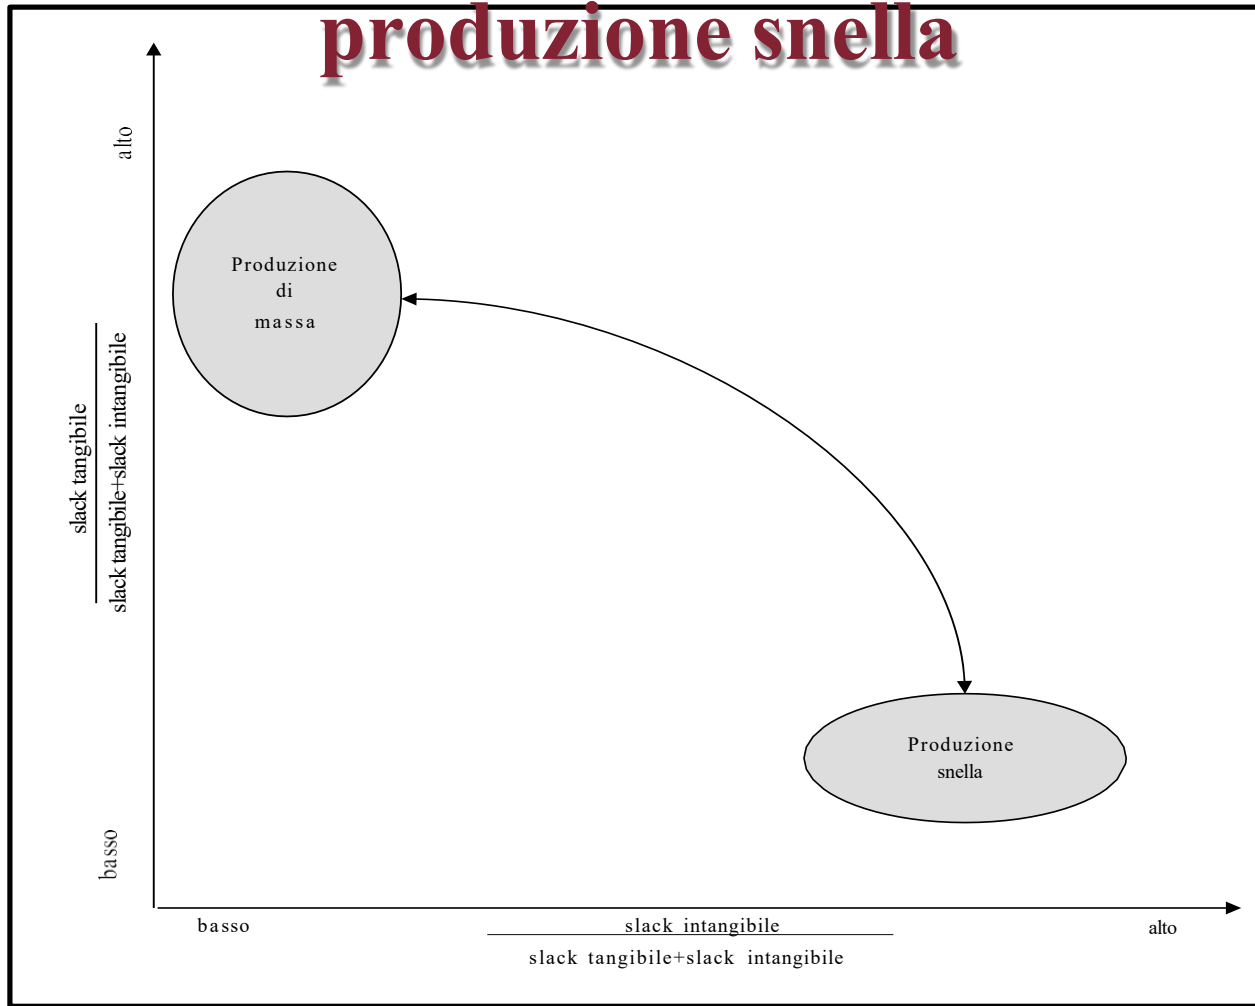 produzione snella
alto
Produzione
di
massa
slack tangibile
slack tangibile+slack intangibile
Produzione
snella
basso
basso
slack intangibile
alto
slack tangibile+slack intangibile